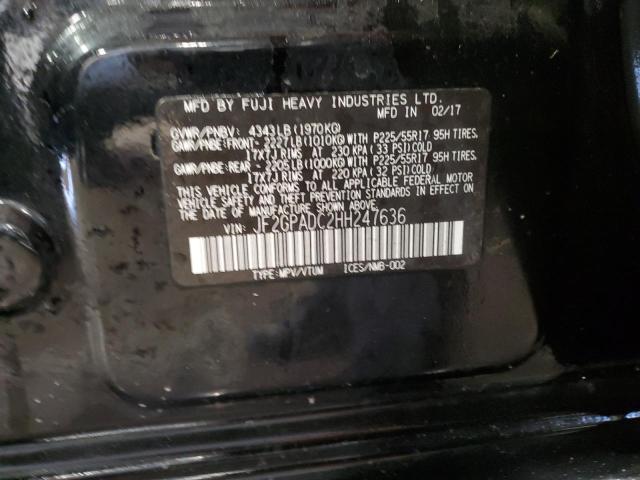 MFD BY FUJI HEAVY INDUSTRIES LTD.
MFD IN 02/17
GVWR/PNBV: 4343LB(1970KG)
GAWR/PNBE:FRONT- 2227LB(1010KG)WITH P225/55R17 95H TIRES,
17X7J RIMS AT 230 KPA(33 PSI)COLD
GAWR/PNBE:REAR - 2205LB(1000KG)WITH P225/55R17 95H TIRES,
17X7J RIMS AT 220 KPA(32 PSI)COLD
THIS VEHICLE CONFORMS TO ALL APPLICABLE FEDERAL MOTOR
VEHICLE SAFETY AND THEFT PREVENTION STANDARDS IN EFFECT
ON THE DATE OF MANUFACTURE SHOWN ABOVE.
VIN: JF2GPADC2HH247636
TYPE:MPV/VTUM ICES/NMB-002